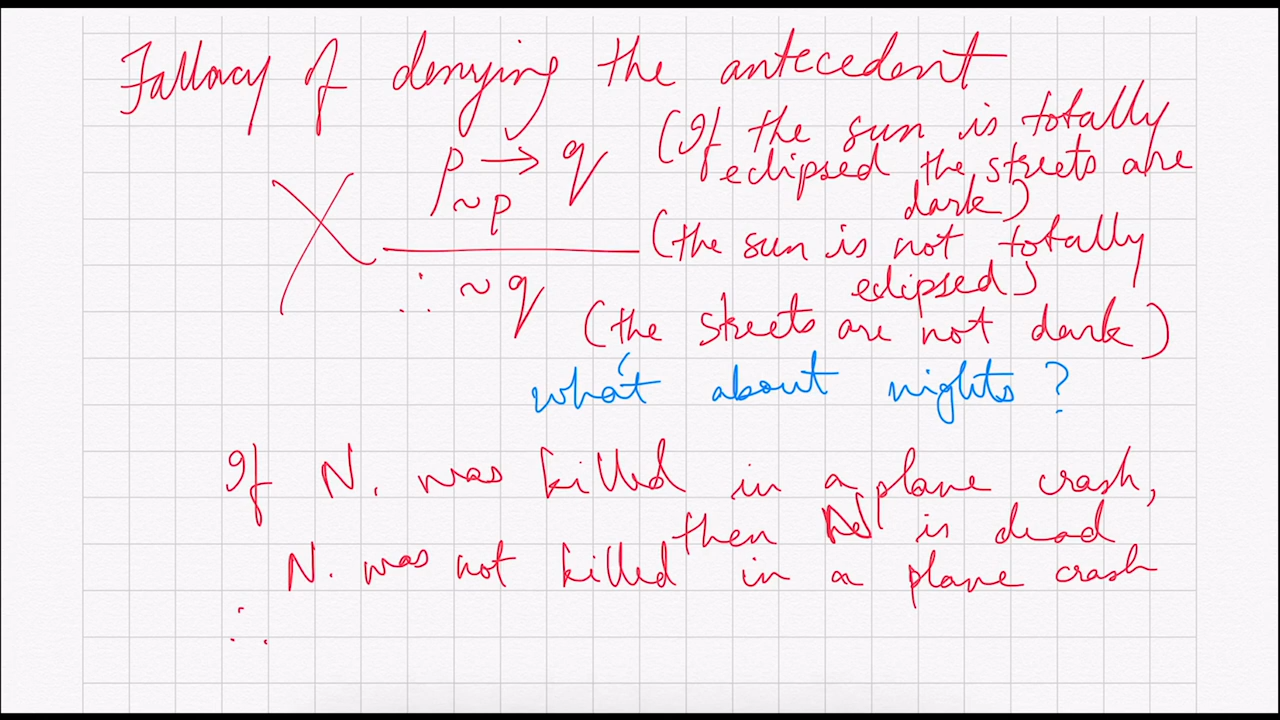 Fallacy of denying the antecedent
p → q (If the sun is totally
eclipsed the streets are
dark)
~p
(the sun is not totally
eclipsed)
∴ ~q
(the streets are not dark)
what about nights?
If N. was killed in a plane crash,
then N is dead
N. was not killed in a plane crash
∴